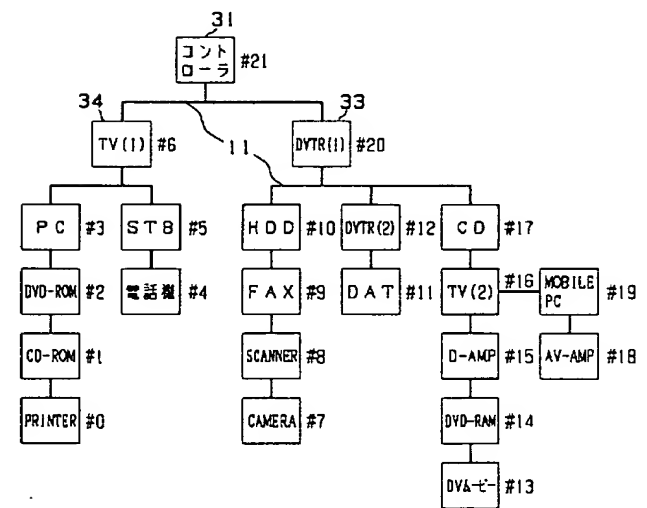 31
コント
ローラ #21
34
TV(1) #6
11
33
DVTR(1) #20
PC #3
STB #5
HDD #10
DVTR(2) #12
CD #17
DVD-ROM #2
電話機 #4
FAX #9
DAT #11
TV(2) #16
MOBILE
PC #19
CD-ROM #1
SCANNER #8
D-AMP #15
AV-AMP #18
PRINTER #0
CAMERA #7
DVD-RAM #14
DVムービー #13